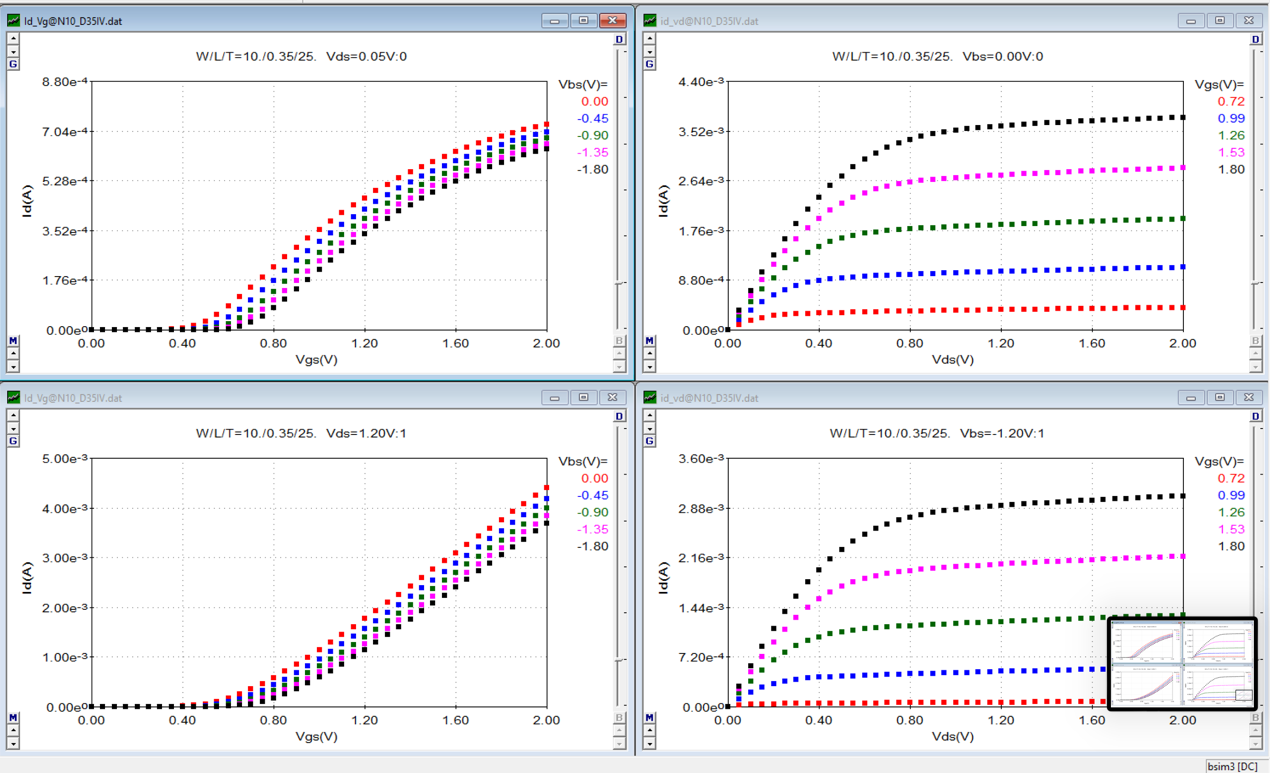 Id_Vg@N10_D35IV.dat
D
G
W/L/T=10./0.35/25. Vds=0.05V:0
8.80e-4
7.04e-4
5.28e-4
3.52e-4
1.76e-4
0.00e0
Id(A)
0.00 0.40 0.80 1.20 1.60 2.00
Vgs(V)
Vbs(V)=
0.00
-0.45
-0.90
-1.35
-1.80
M
B
id_vd@N10_D35IV.dat
D
G
W/L/T=10./0.35/25. Vbs=0.00V:0
4.40e-3
3.52e-3
2.64e-3
1.76e-3
8.80e-4
0.00e0
Id(A)
0.00 0.40 0.80 1.20 1.60 2.00
Vds(V)
Vgs(V)=
0.72
0.99
1.26
1.53
1.80
M
B
Id_Vg@N10_D35IV.dat
D
G
W/L/T=10./0.35/25. Vds=1.20V:1
5.00e-3
4.00e-3
3.00e-3
2.00e-3
1.00e-3
0.00e0
Id(A)
0.00 0.40 0.80 1.20 1.60 2.00
Vgs(V)
Vbs(V)=
0.00
-0.45
-0.90
-1.35
-1.80
M
B
id_vd@N10_D35IV.dat
D
G
W/L/T=10./0.35/25. Vbs=-1.20V:1
3.60e-3
2.88e-3
2.16e-3
1.44e-3
7.20e-4
0.00e0
Id(A)
0.00 0.40 0.80 1.20 1.60 2.00
Vds(V)
Vgs(V)=
0.72
0.99
1.26
1.53
1.80
M
B
bsim3 [DC]